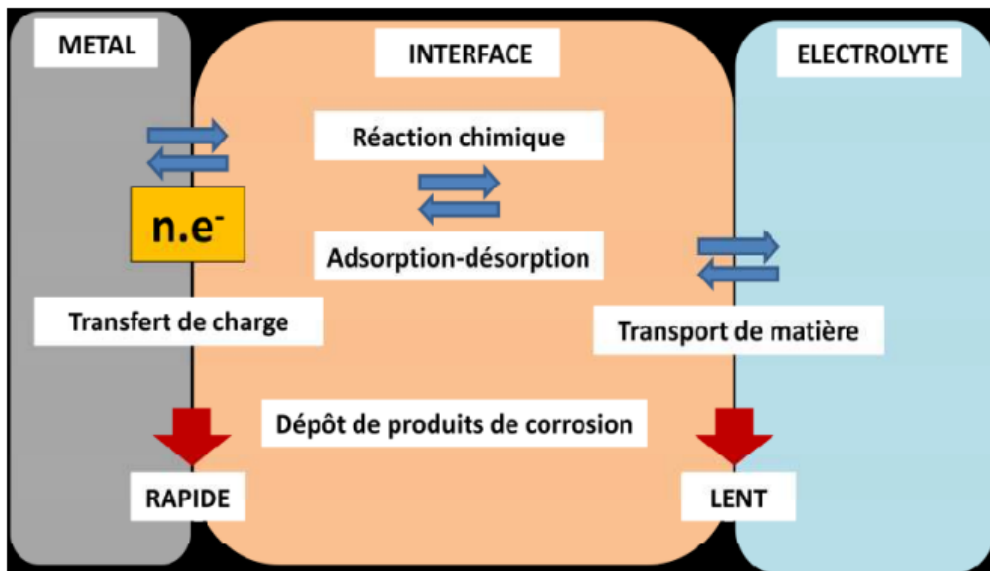 METAL
INTERFACE
ELECTROLYTE
Réaction chimique
n.e⁻
Adsorption-désorption
Transfert de charge
Transport de matière
Dépôt de produits de corrosion
RAPIDE
LENT